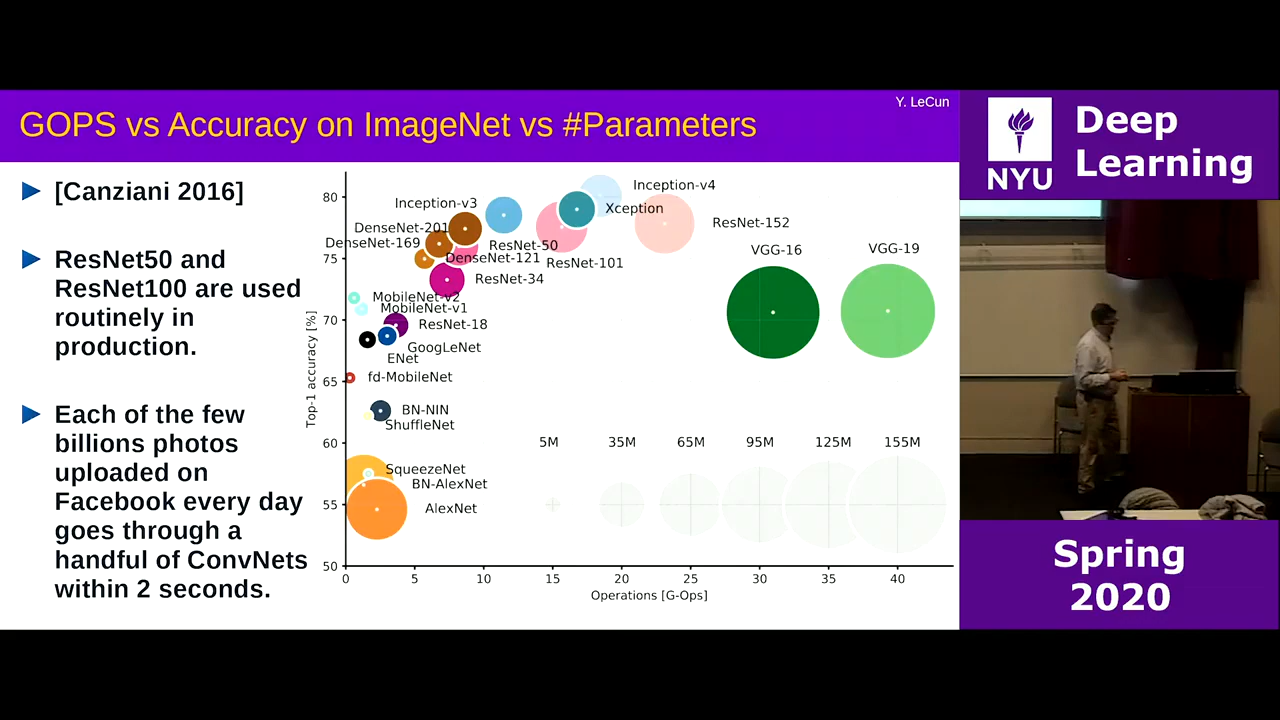 Y. LeCun
GOPS vs Accuracy on ImageNet vs #Parameters
[Canziani 2016]
ResNet50 and
ResNet100 are used
routinely in
production.
Each of the few
billions photos
uploaded on
Facebook every day
goes through a
handful of ConvNets
within 2 seconds.
Top-1 accuracy [%]
80
75
70
65
60
55
50
Inception-v4
Inception-v3
Xception
ResNet-152
DenseNet-201
DenseNet-169
ResNet-50
DenseNet-121
ResNet-101
VGG-16
VGG-19
ResNet-34
MobileNet-v2
MobileNet-v1
ResNet-18
GoogLeNet
ENet
fd-MobileNet
BN-NIN
ShuffleNet
5M 35M 65M 95M 125M 155M
SqueezeNet
BN-AlexNet
AlexNet
0 5 10 15 20 25 30 35 40
Operations [G-Ops]
NYU
Deep
Learning
Spring
2020